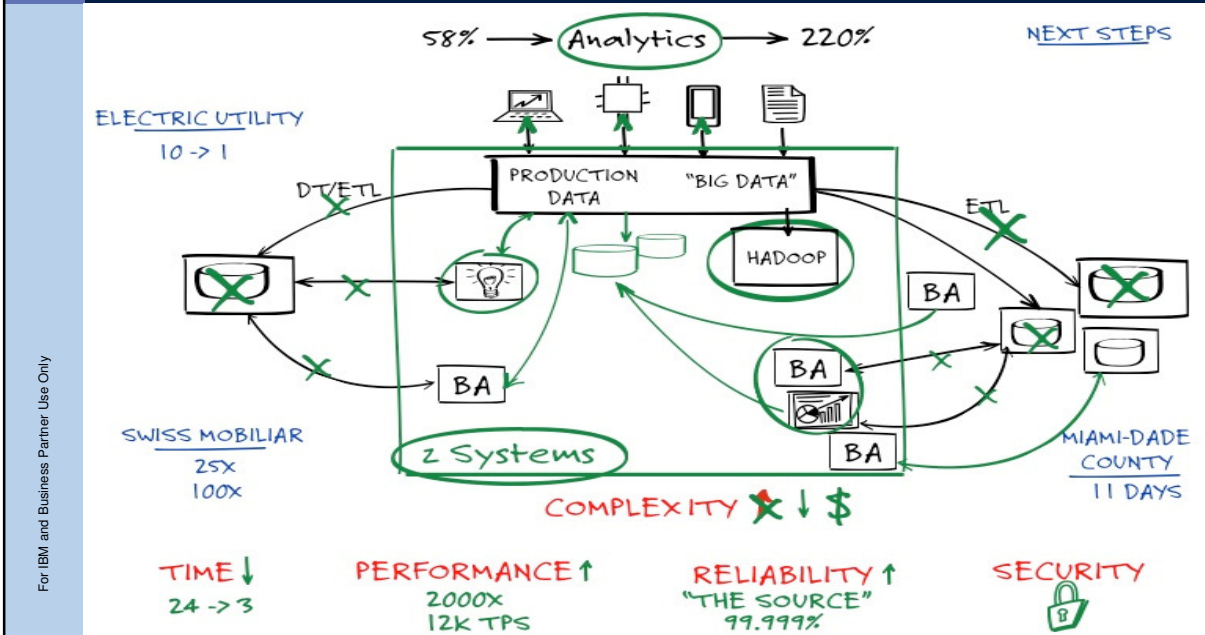 58% Analytics 220%
NEXT STEPS
ELECTRIC UTILITY
10 -> 1
PRODUCTION DATA
"BIG DATA"
DT/ETL
ETL
HADOOP
BA
BA
BA
BA
z Systems
SWISS MOBILIAR
25X
100X
MIAMI-DADE
COUNTY
11 DAYS
COMPLEXITY $
TIME
24 -> 3
PERFORMANCE
2000X
12K TPS
RELIABILITY
"THE SOURCE"
99.999%
SECURITY
For IBM and Business Partner Use Only